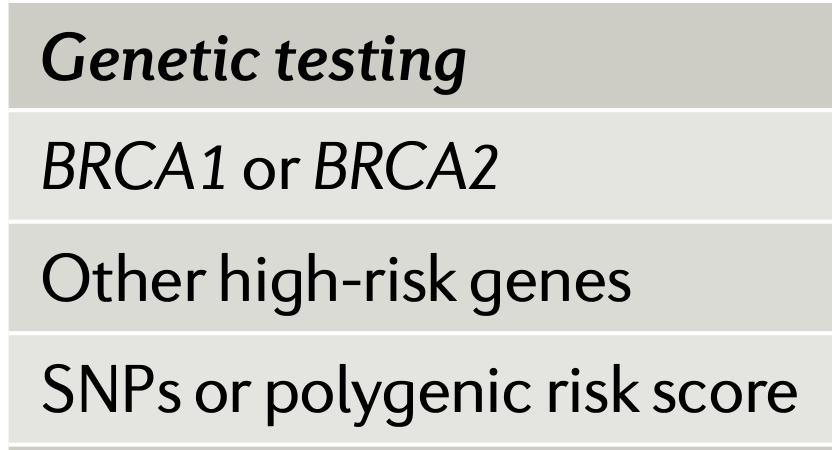 Genetic testing
BRCA1 or BRCA2
Other high-risk genes
SNPs or polygenic risk score